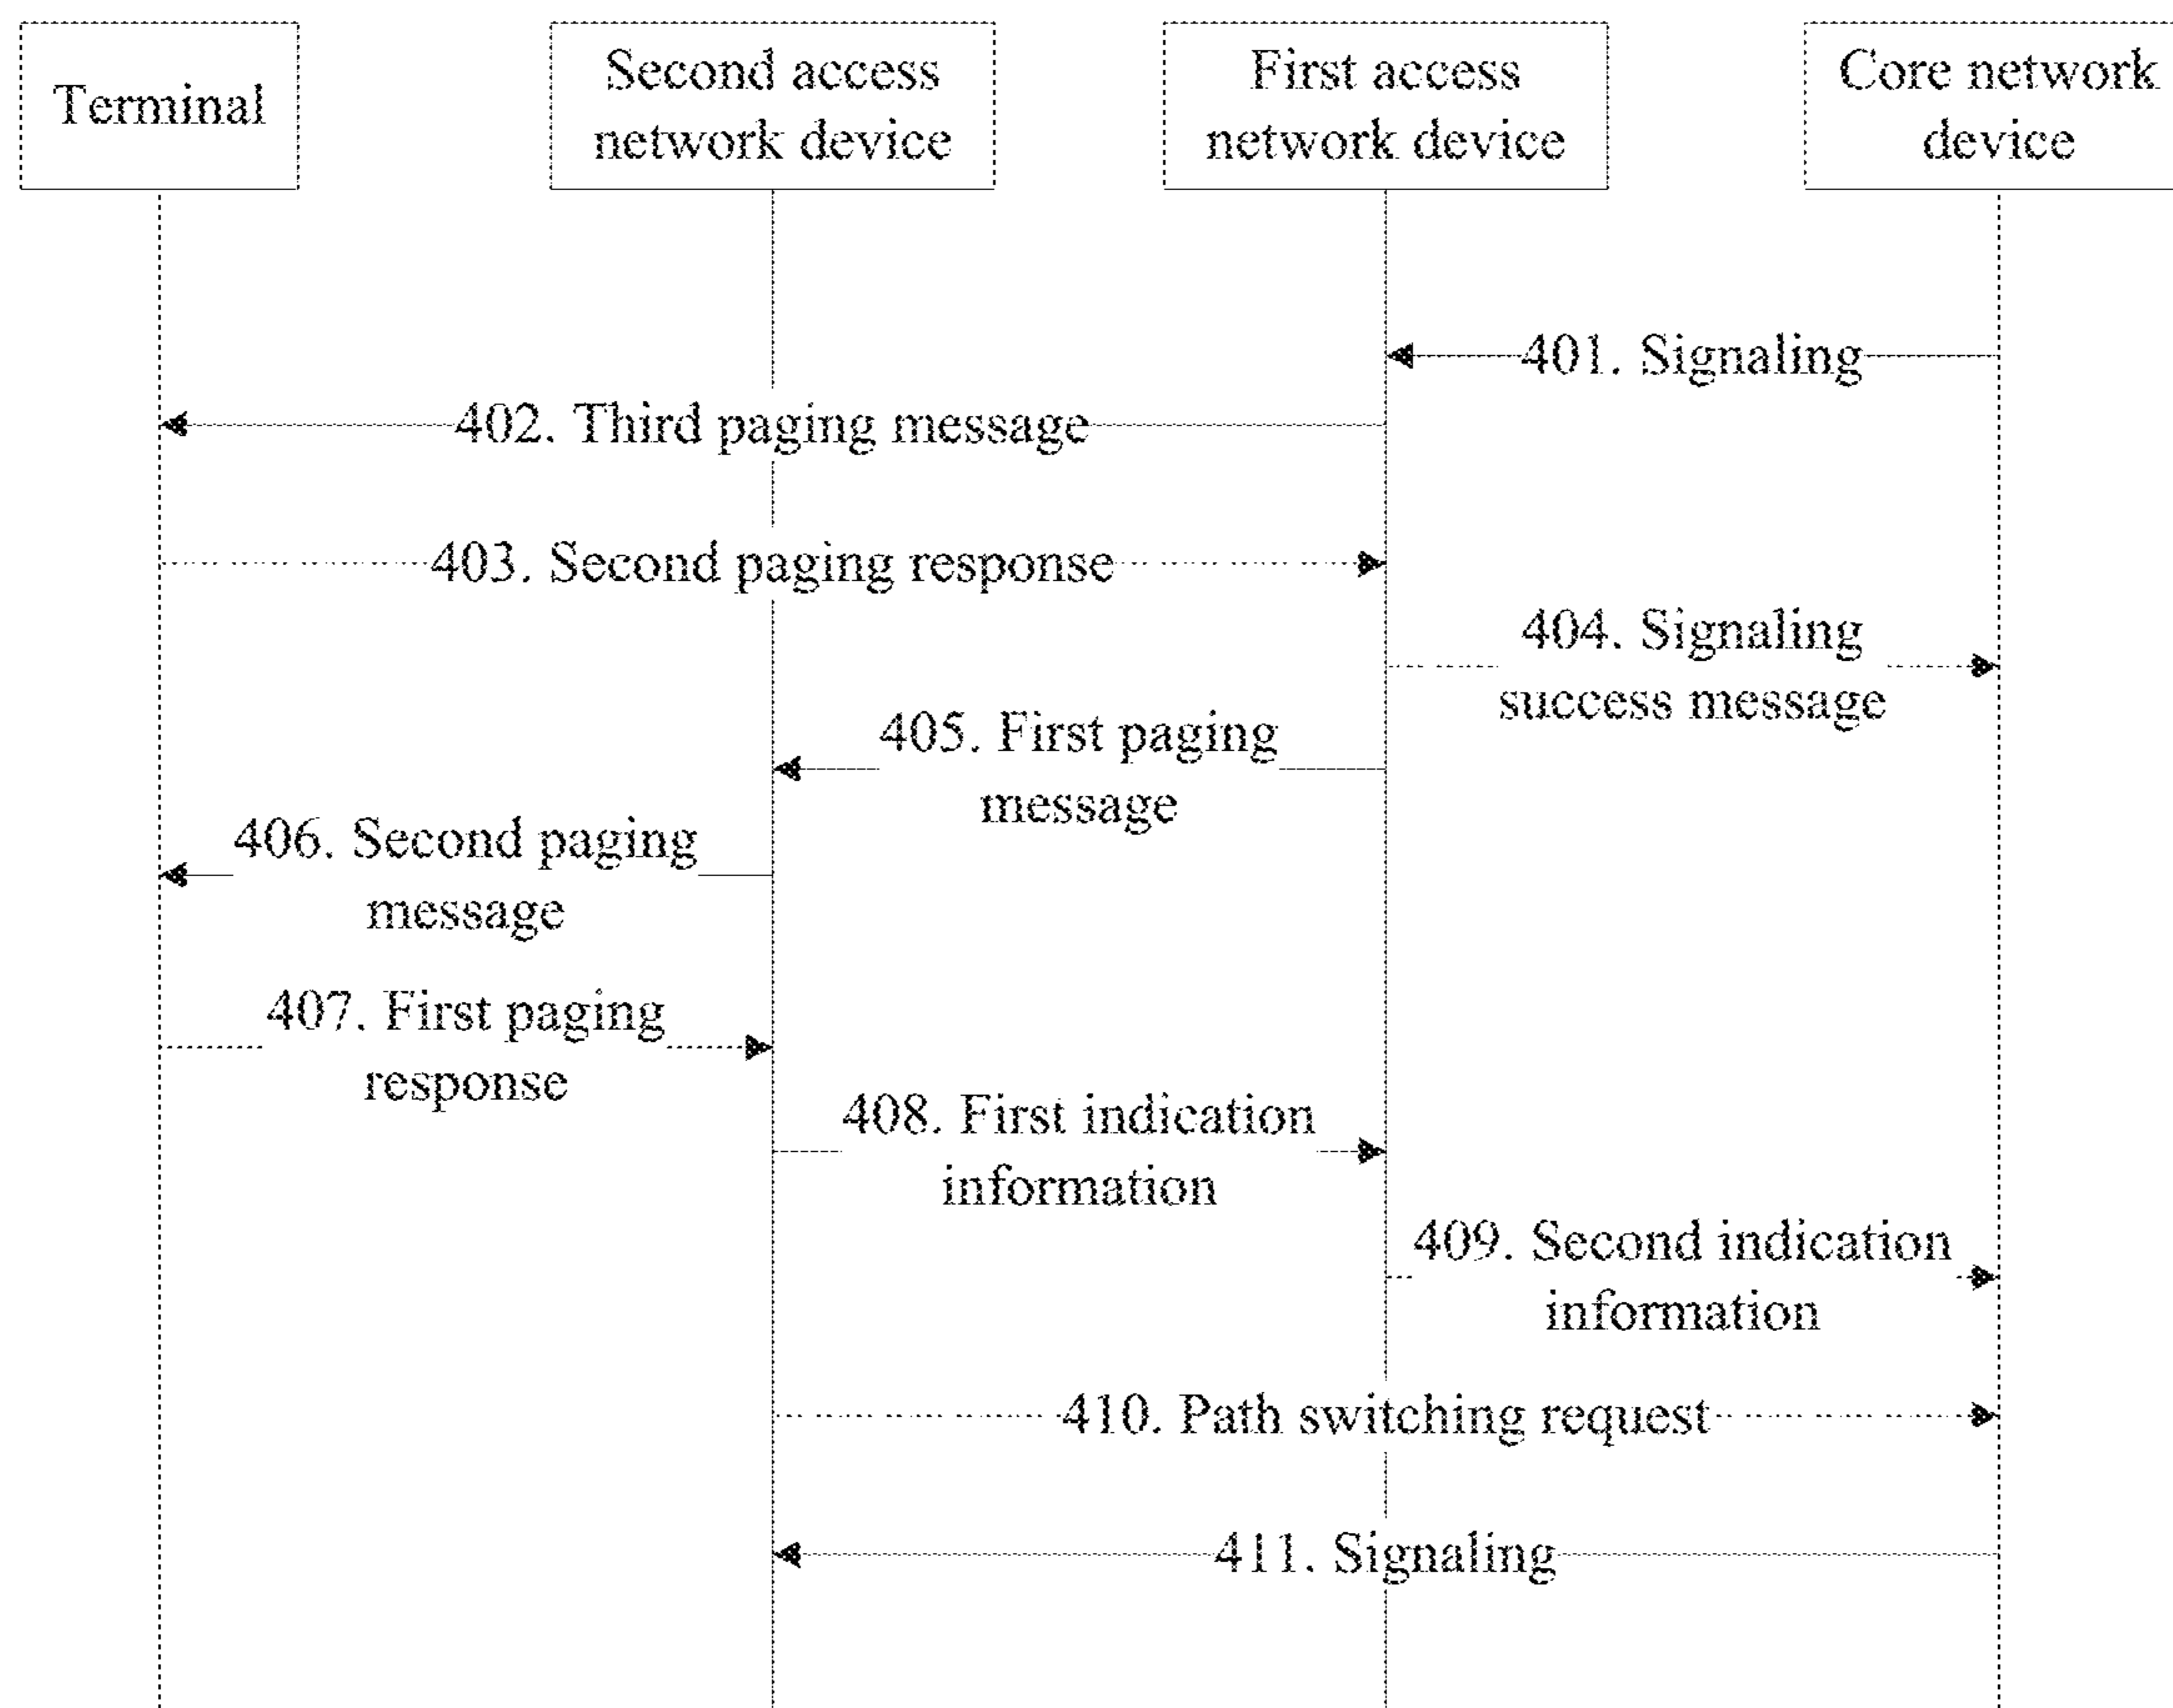 Terminal
Second access
network device
First access
network device
Core network
device
401. Signaling
402. Third paging message
403. Second paging response
404. Signaling
success message
405. First paging
message
406. Second paging
message
407. First paging
response
408. First indication
information
409. Second indication
information
410. Path switching request
411. Signaling